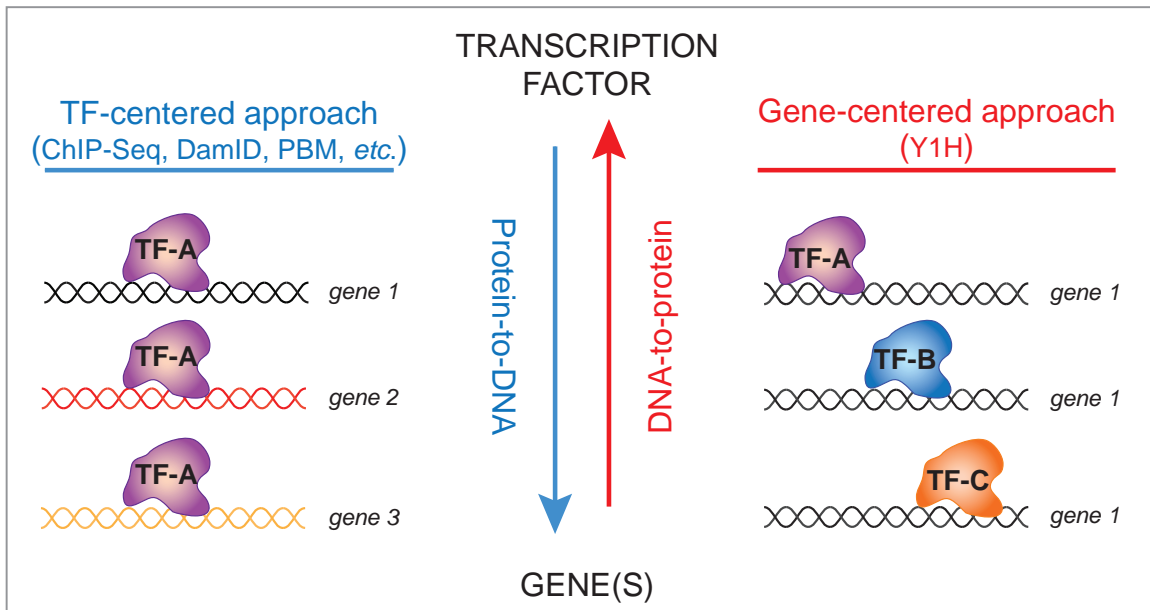 TRANSCRIPTION
FACTOR
TF-centered approach
(ChIP-Seq, DamID, PBM, etc.)
TF-A
gene 1
TF-A
gene 2
TF-A
gene 3
Protein-to-DNA
DNA-to-protein
Gene-centered approach
(Y1H)
TF-A
gene 1
TF-B
gene 1
TF-C
gene 1
GENE(S)